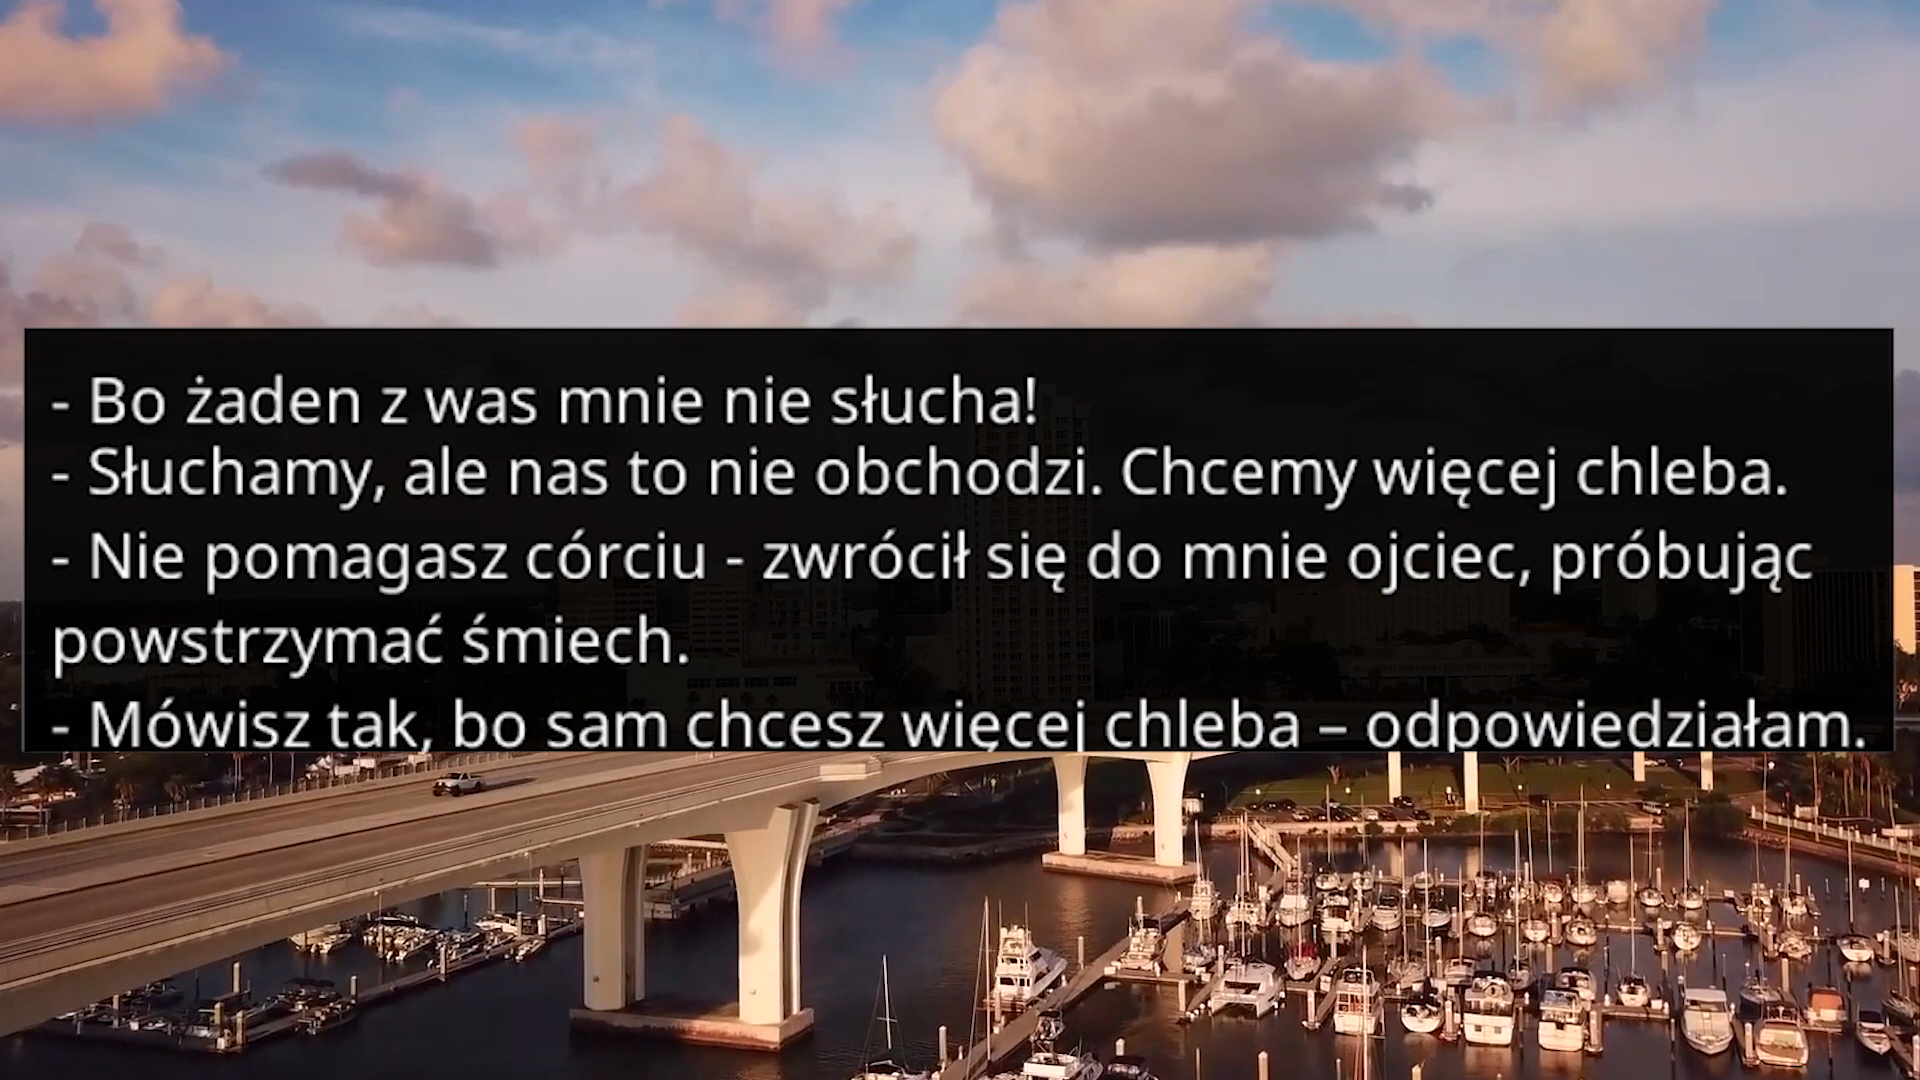 - Bo żaden z was mnie nie słucha!
- Słuchamy, ale nas to nie obchodzi. Chcemy więcej chleba.
- Nie pomagasz córciu - zwrócił się do mnie ojciec, próbując
powstrzymać śmiech.
- Mówisz tak, bo sam chcesz więcej chleba – odpowiedziałam.